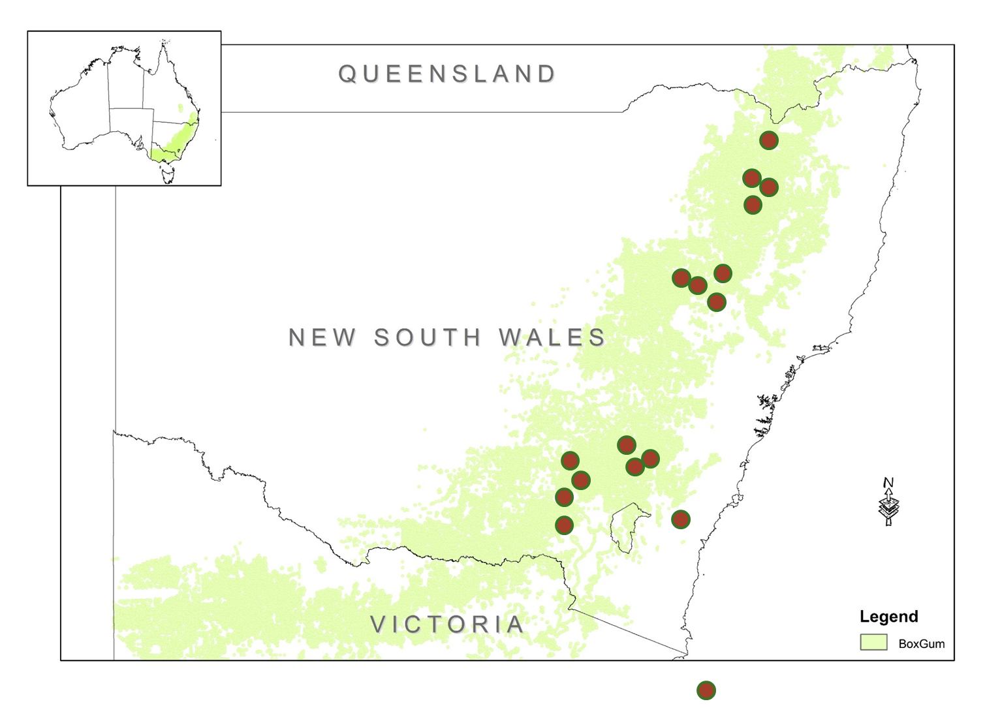 QUEENSLAND
NEW SOUTH WALES
N
VICTORIA
Legend
BoxGum